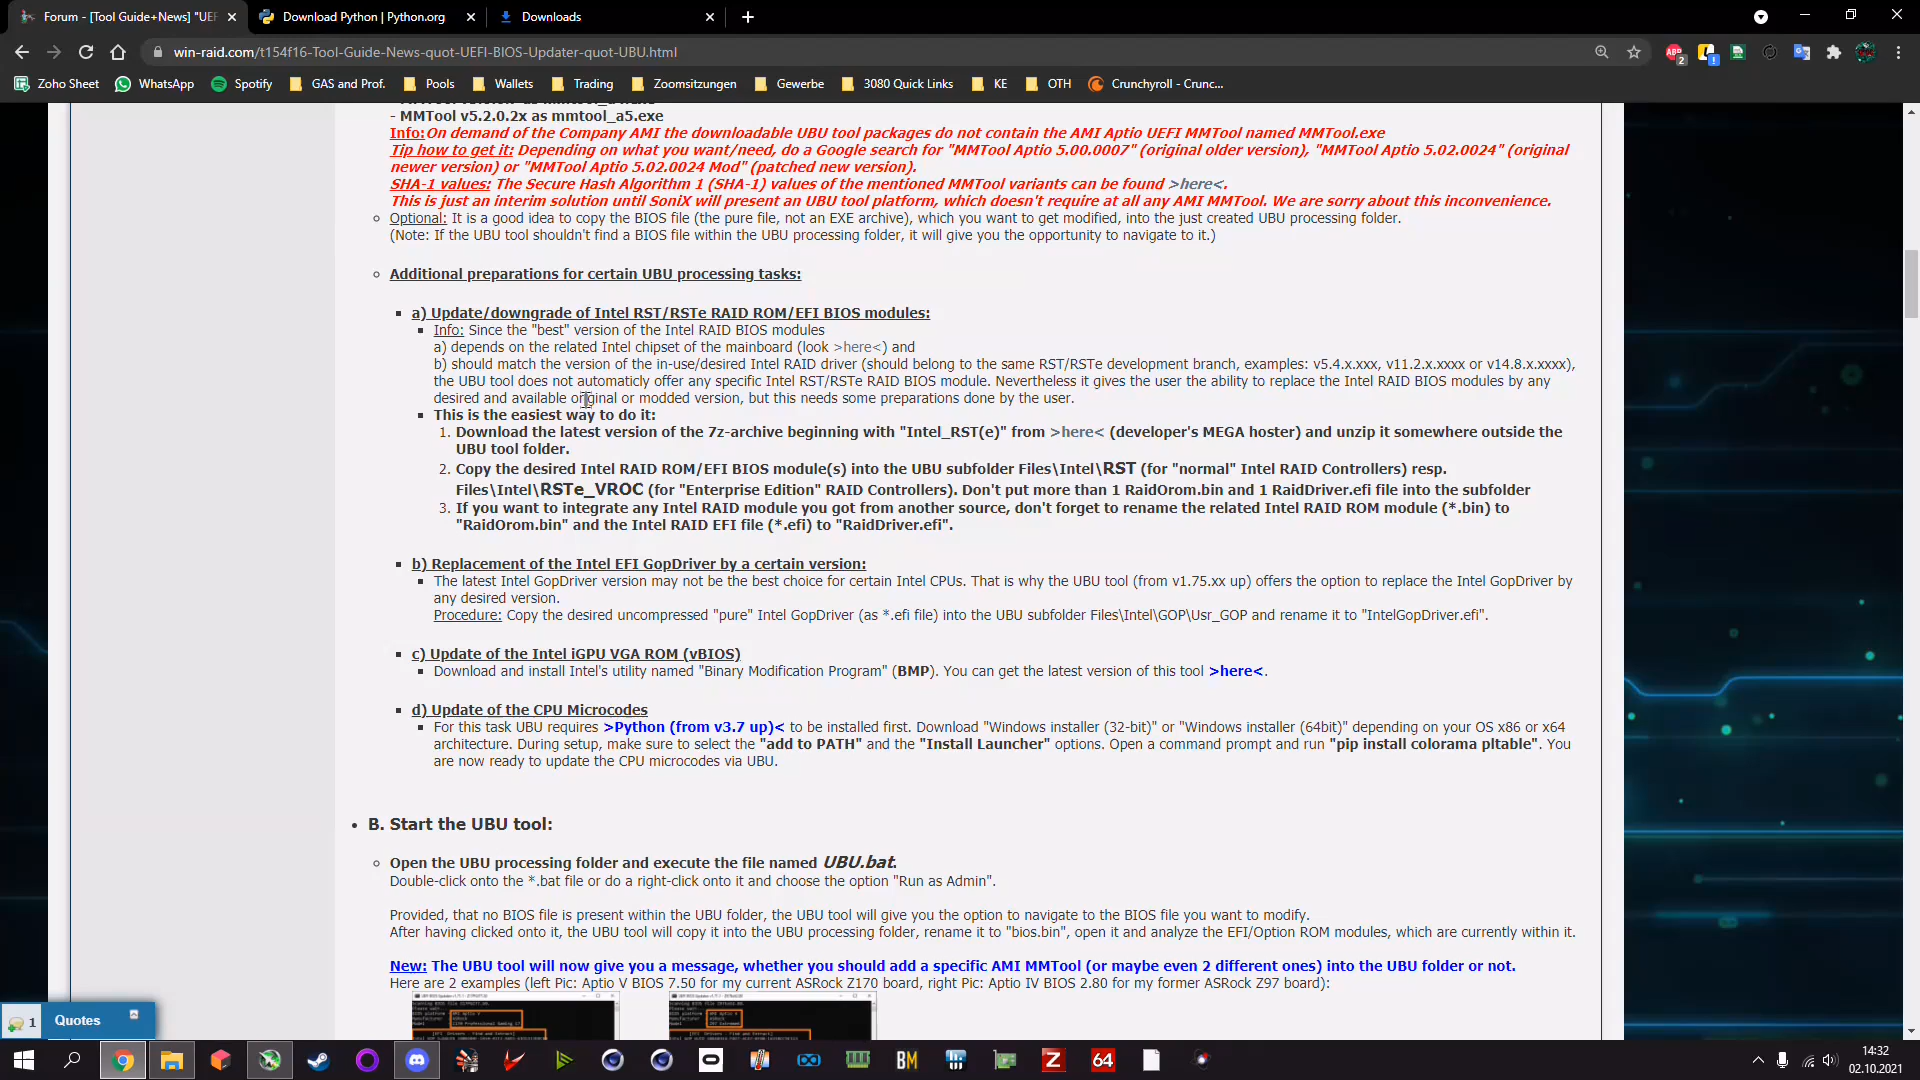 Forum - [Tool Guide+News] "UEF
Download Python | Python.org
Downloads
win-raid.com/t154f16-Tool-Guide-News-quot-UEFI-BIOS-Updater-quot-UBU.html
Zoho Sheet
WhatsApp
Spotify
GAS and Prof.
Pools
Wallets
Trading
Zoomsitzungen
Gewerbe
3080 Quick Links
KE
OTH
Crunchyroll - Crunc...
- MMTool v5.2.0.2x as mmtool_a5.exe
Info: On demand of the Company AMI the downloadable UBU tool packages do not contain the AMI Aptio UEFI MMTool named MMTool.exe
Tip how to get it: Depending on what you want/need, do a Google search for "MMTool Aptio 5.00.0007" (original older version), "MMTool Aptio 5.02.0024" (original
newer version) or "MMTool Aptio 5.02.0024 Mod" (patched new version).
SHA-1 values: The Secure Hash Algorithm 1 (SHA-1) values of the mentioned MMTool variants can be found >here<.
This is just an interim solution until SoniX will present an UBU tool platform, which doesn't require at all any AMI MMTool. We are sorry about this inconvenience.
Optional: It is a good idea to copy the BIOS file (the pure file, not an EXE archive), which you want to get modified, into the just created UBU processing folder.
(Note: If the UBU tool shouldn't find a BIOS file within the UBU processing folder, it will give you the opportunity to navigate to it.)
Additional preparations for certain UBU processing tasks:
a) Update/downgrade of Intel RST/RSTe RAID ROM/EFI BIOS modules:
Info: Since the "best" version of the Intel RAID BIOS modules
a) depends on the related Intel chipset of the mainboard (look >here<) and
b) should match the version of the in-use/desired Intel RAID driver (should belong to the same RST/RSTe development branch, examples: v5.4.x.xxx, v11.2.x.xxxx or v14.8.x.xxxx),
the UBU tool does not automaticly offer any specific Intel RST/RSTe RAID BIOS module. Nevertheless it gives the user the ability to replace the Intel RAID BIOS modules by any
desired and available original or modded version, but this needs some preparations done by the user.
This is the easiest way to do it:
1. Download the latest version of the 7z-archive beginning with "Intel_RST(e)" from >here< (developer's MEGA hoster) and unzip it somewhere outside the
UBU tool folder.
2. Copy the desired Intel RAID ROM/EFI BIOS module(s) into the UBU subfolder Files\Intel\RST (for "normal" Intel RAID Controllers) resp.
Files\Intel\RSTe_VROC (for "Enterprise Edition" RAID Controllers). Don't put more than 1 RaidOrom.bin and 1 RaidDriver.efi file into the subfolder
3. If you want to integrate any Intel RAID module you got from another source, don't forget to rename the related Intel RAID ROM module (*.bin) to
"RaidOrom.bin" and the Intel RAID EFI file (*.efi) to "RaidDriver.efi".
b) Replacement of the Intel EFI GopDriver by a certain version:
The latest Intel GopDriver version may not be the best choice for certain Intel CPUs. That is why the UBU tool (from v1.75.xx up) offers the option to replace the Intel GopDriver by
any desired version.
Procedure: Copy the desired uncompressed "pure" Intel GopDriver (as *.efi file) into the UBU subfolder Files\Intel\GOP\Usr_GOP and rename it to "IntelGopDriver.efi".
c) Update of the Intel iGPU VGA ROM (vBIOS)
Download and install Intel's utility named "Binary Modification Program" (BMP). You can get the latest version of this tool >here<.
d) Update of the CPU Microcodes
For this task UBU requires >Python (from v3.7 up)< to be installed first. Download "Windows installer (32-bit)" or "Windows installer (64bit)" depending on your OS x86 or x64
architecture. During setup, make sure to select the "add to PATH" and the "Install Launcher" options. Open a command prompt and run "pip install colorama pltable". You
are now ready to update the CPU microcodes via UBU.
B. Start the UBU tool:
Open the UBU processing folder and execute the file named UBU.bat.
Double-click onto the *.bat file or do a right-click onto it and choose the option "Run as Admin".
Provided, that no BIOS file is present within the UBU folder, the UBU tool will give you the option to navigate to the BIOS file you want to modify.
After having clicked onto it, the UBU tool will copy it into the UBU processing folder, rename it to "bios.bin", open it and analyze the EFI/Option ROM modules, which are currently within it.
New: The UBU tool will now give you a message, whether you should add a specific AMI MMTool (or maybe even 2 different ones) into the UBU folder or not.
Here are 2 examples (left Pic: Aptio V BIOS 7.50 for my current ASRock Z170 board, right Pic: Aptio IV BIOS 2.80 for my former ASRock Z97 board):
1
Quotes
BM
Z
64
14:32
02.10.2021